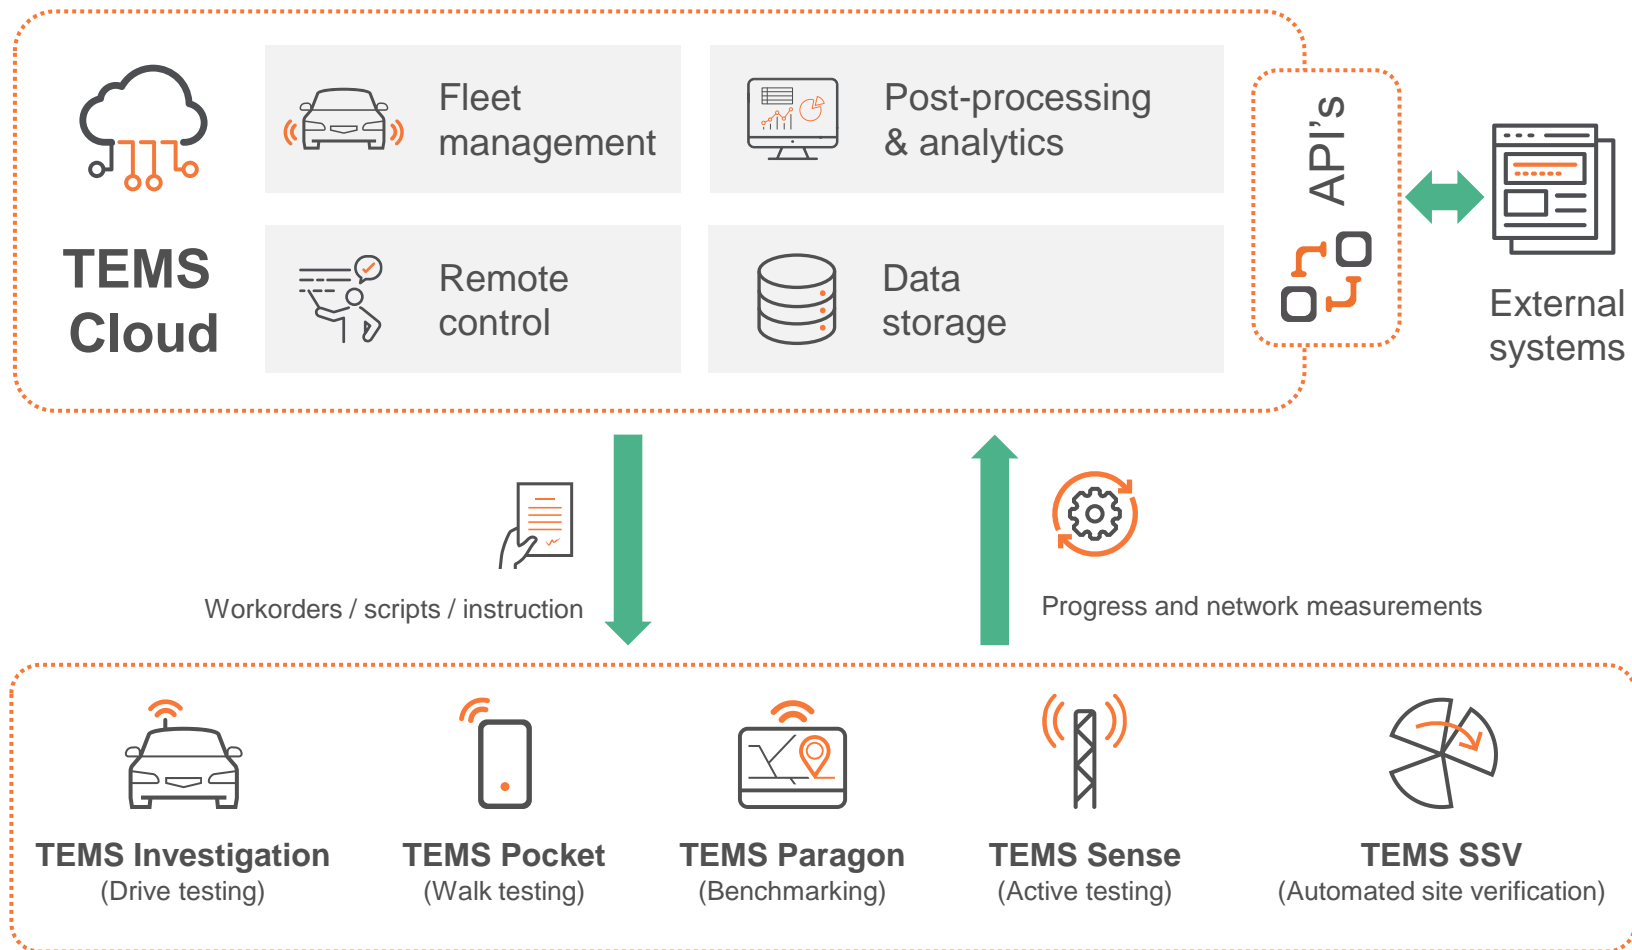 TEMS
Cloud
Fleet
management
Post-processing
& analytics
Remote
control
Data
storage
API's
External
systems
Workorders / scripts / instruction
Progress and network measurements
TEMS Investigation
(Drive testing)
TEMS Pocket
(Walk testing)
TEMS Paragon
(Benchmarking)
TEMS Sense
(Active testing)
TEMS SSV
(Automated site verification)